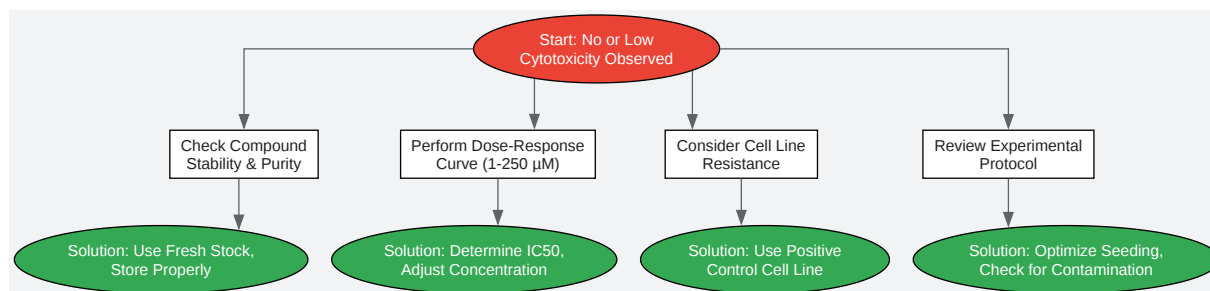 Start: No or Low
Cytotoxicity Observed
Check Compound
Stability & Purity
Perform Dose-Response
Curve (1-250 µM)
Consider Cell Line
Resistance
Review Experimental
Protocol
Solution: Use Fresh Stock,
Store Properly
Solution: Determine IC50,
Adjust Concentration
Solution: Use Positive
Control Cell Line
Solution: Optimize Seeding,
Check for Contamination